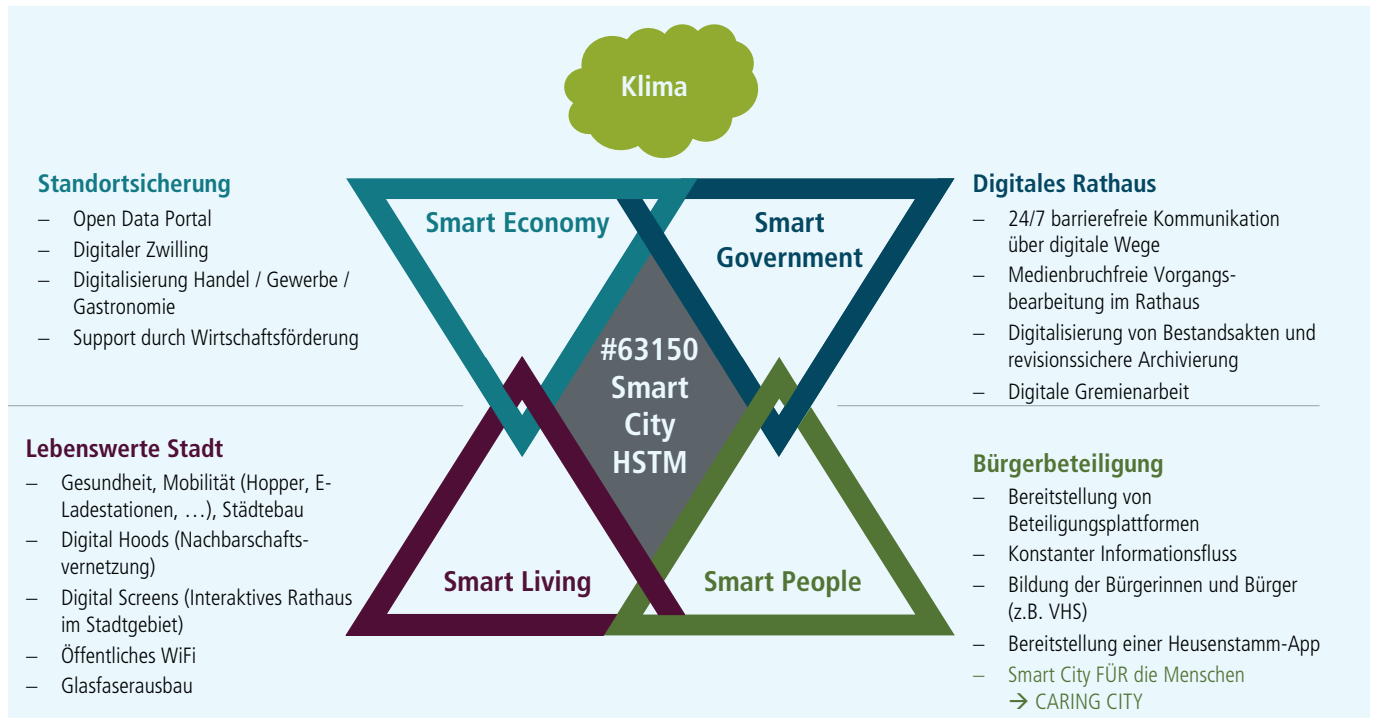 Klima
Standortsicherung
– Open Data Portal
– Digitaler Zwilling
– Digitalisierung Handel / Gewerbe /
Gastronomie
– Support durch Wirtschaftsförderung
Smart Economy
Smart
Government
Digitales Rathaus
– 24/7 barrierefreie Kommunikation
über digitale Wege
– Medienbruchfreie Vorgangs-
bearbeitung im Rathaus
– Digitalisierung von Bestandsakten und
revisionssichere Archivierung
– Digitale Gremienarbeit
#63150
Smart
City
HSTM
Lebenswerte Stadt
– Gesundheit, Mobilität (Hopper, E-
Ladestationen, …), Städtebau
– Digital Hoods (Nachbarschafts-
vernetzung)
– Digital Screens (Interaktives Rathaus
im Stadtgebiet)
– Öffentliches WiFi
– Glasfaserausbau
Smart Living
Smart People
Bürgerbeteiligung
– Bereitstellung von
Beteiligungsplattformen
– Konstanter Informationsfluss
– Bildung der Bürgerinnen und Bürger
(z.B. VHS)
– Bereitstellung einer Heusenstamm-App
– Smart City FÜR die Menschen
→ CARING CITY